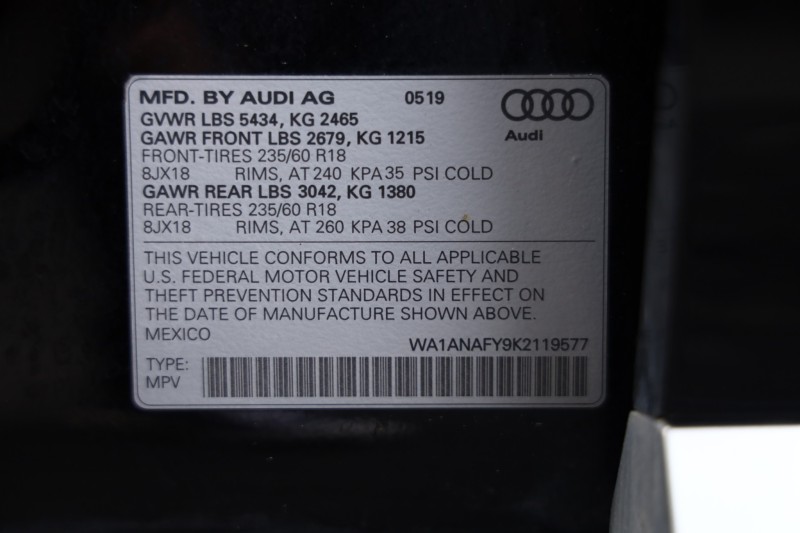 MFD. BY AUDI AG 0519
Audi
GVWR LBS 5434, KG 2465
GAWR FRONT LBS 2679, KG 1215
FRONT-TIRES 235/60 R18
8JX18 RIMS, AT 240 KPA 35 PSI COLD
GAWR REAR LBS 3042, KG 1380
REAR-TIRES 235/60 R18
8JX18 RIMS, AT 260 KPA 38 PSI COLD
THIS VEHICLE CONFORMS TO ALL APPLICABLE
U.S. FEDERAL MOTOR VEHICLE SAFETY AND
THEFT PREVENTION STANDARDS IN EFFECT ON
THE DATE OF MANUFACTURE SHOWN ABOVE.
MEXICO
WA1ANAFY9K2119577
TYPE:
MPV